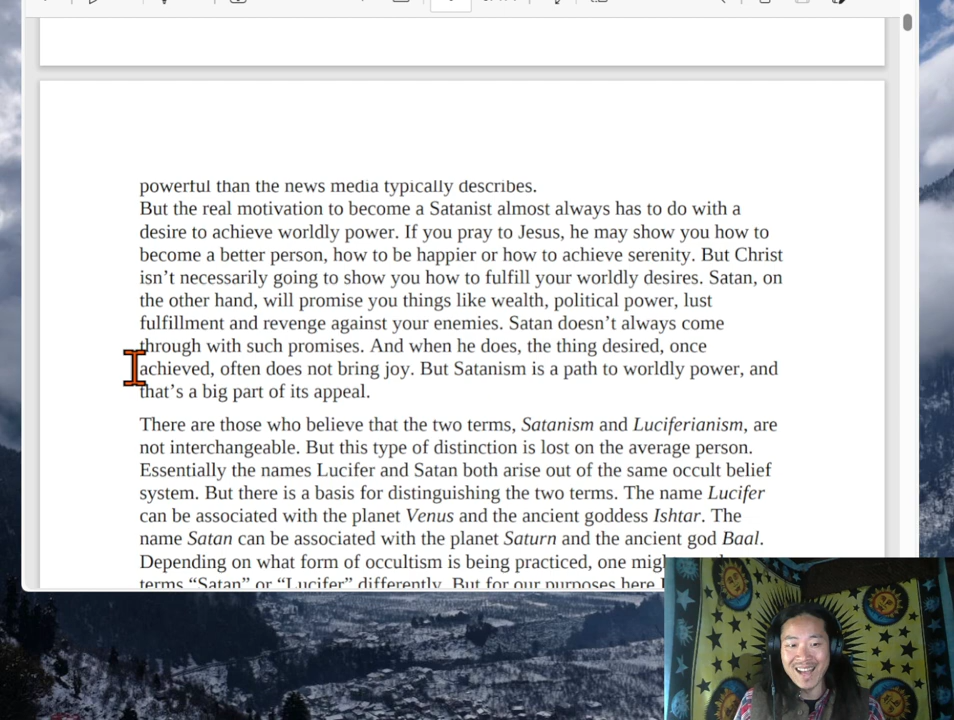 powerful than the news media typically describes.
But the real motivation to become a Satanist almost always has to do with a
desire to achieve worldly power. If you pray to Jesus, he may show you how to
become a better person, how to be happier or how to achieve serenity. But Christ
isn’t necessarily going to show you how to fulfill your worldly desires. Satan, on
the other hand, will promise you things like wealth, political power, lust
fulfillment and revenge against your enemies. Satan doesn’t always come
through with such promises. And when he does, the thing desired, once
achieved, often does not bring joy. But Satanism is a path to worldly power, and
that’s a big part of its appeal.
There are those who believe that the two terms, Satanism and Luciferianism, are
not interchangeable. But this type of distinction is lost on the average person.
Essentially the names Lucifer and Satan both arise out of the same occult belief
system. But there is a basis for distinguishing the two terms. The name Lucifer
can be associated with the planet Venus and the ancient goddess Ishtar. The
name Satan can be associated with the planet Saturn and the ancient god Baal.
Depending on what form of occultism is being practiced, one
terms “Satan” or “Lucifer” differently. But for our purposes here